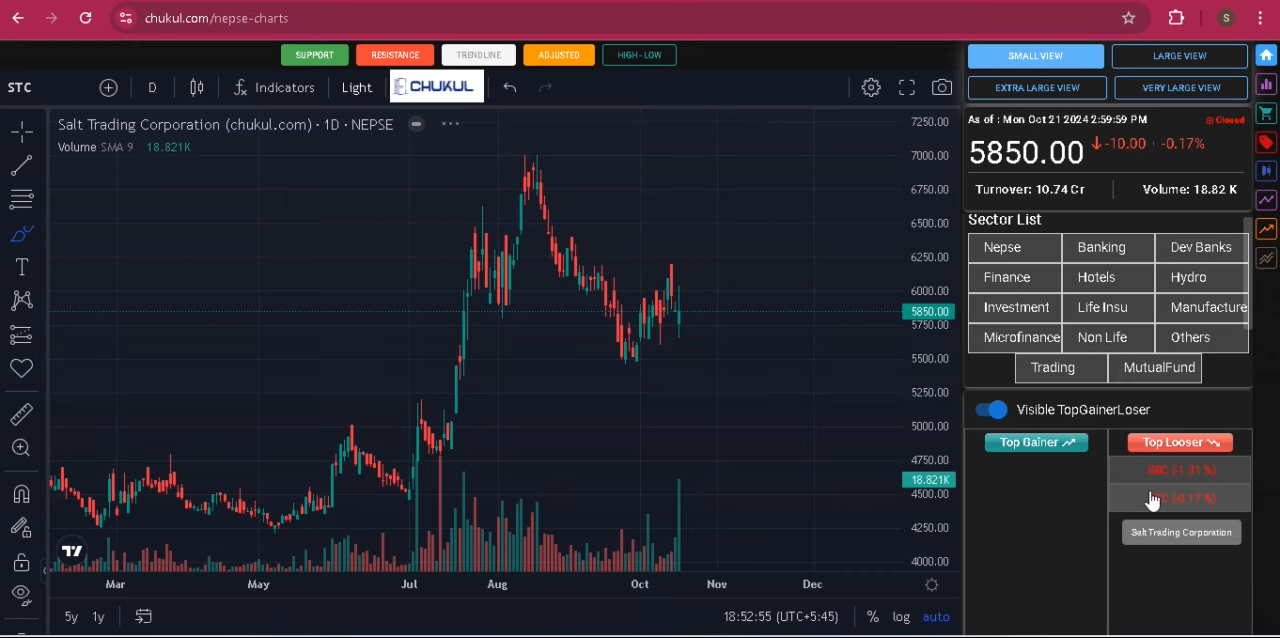 chukul.com/nepse-charts
S
SUPPORT
RESISTANCE
TRENDLINE
ADJUSTED
HIGH - LOW
SMALL VIEW
LARGE VIEW
EXTRA LARGE VIEW
VERY LARGE VIEW
STC
D
Indicators
Light
CHUKUL
Salt Trading Corporation (chukul.com) · 1D · NEPSE
Volume SMA 9 18.821K
7250.00
7000.00
6750.00
6500.00
6250.00
6000.00
5850.00
5750.00
5500.00
5250.00
5000.00
4750.00
18.821K
4500.00
4250.00
4000.00
Mar
May
Jul
Aug
Oct
Nov
Dec
5y 1y
18:52:55 (UTC+5:45)
% log auto
As of : Mon Oct 21 2024 2:59:59 PM
Closed
5850.00 -10.00 · -0.17%
Turnover: 10.74 Cr
Volume: 18.82 K
Sector List
Nepse Banking Dev Banks
Finance Hotels Hydro
Investment Life Insu Manufacture
Microfinance Non Life Others
Trading MutualFund
Visible TopGainerLoser
Top Gainer
Top Looser
(-1.31 %)
(-0.17 %)
Salt Trading Corporation